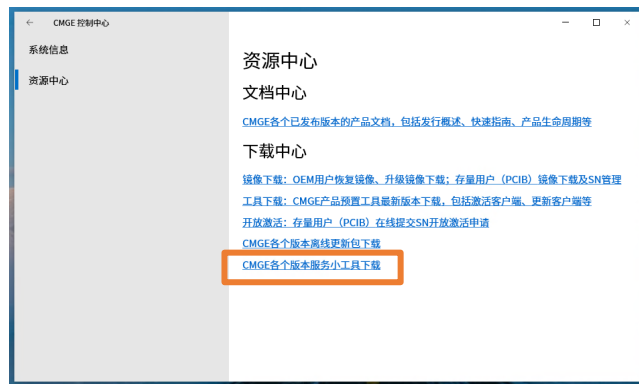 CMGE 控制中心
系统信息
资源中心
资源中心
文档中心
CMGE各个已发布版本的产品文档，包括发行概述、快速指南、产品生命周期等
下载中心
镜像下载：OEM用户恢复镜像、升级镜像下载；存量用户（PCIB）镜像下载及SN管理
工具下载：CMGE产品预置工具最新版本下载，包括激活客户端、更新客户端等
开放激活：存量用户（PCIB）在线提交SN开放激活申请
CMGE各个版本离线更新包下载
CMGE各个版本服务小工具下载